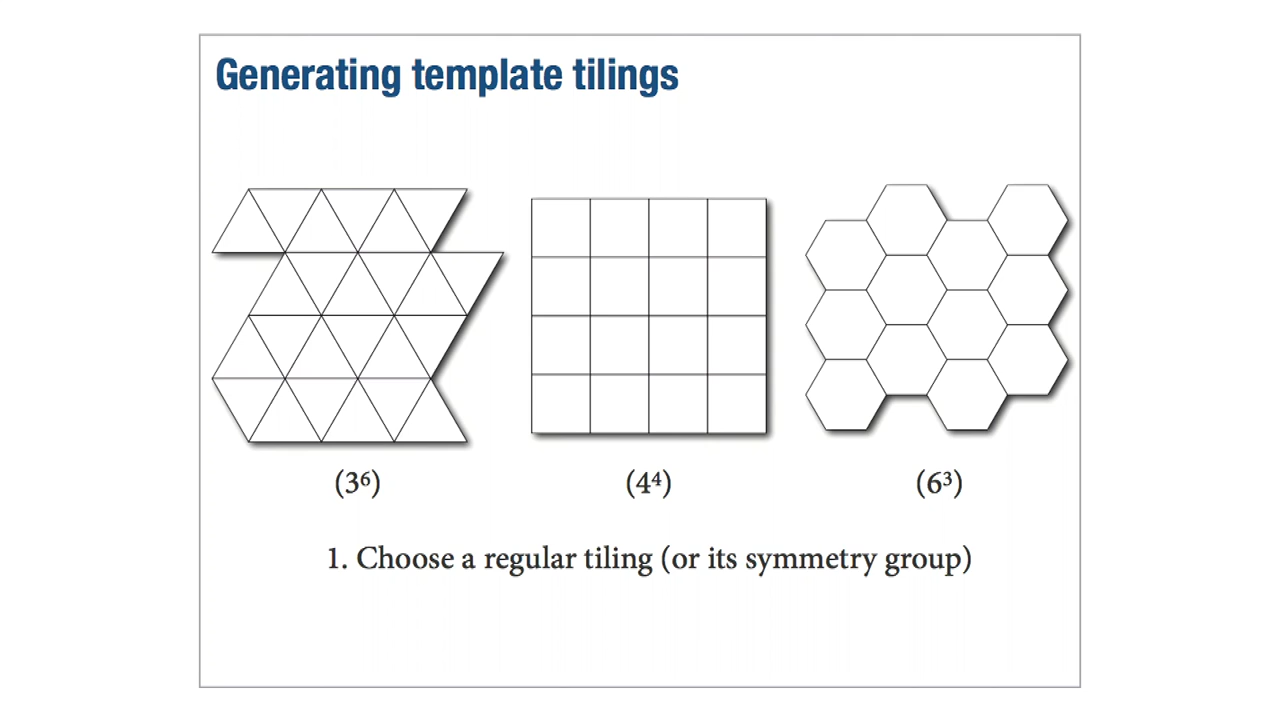 Generating template tilings
(3⁶) (4⁴) (6³)
1. Choose a regular tiling (or its symmetry group)